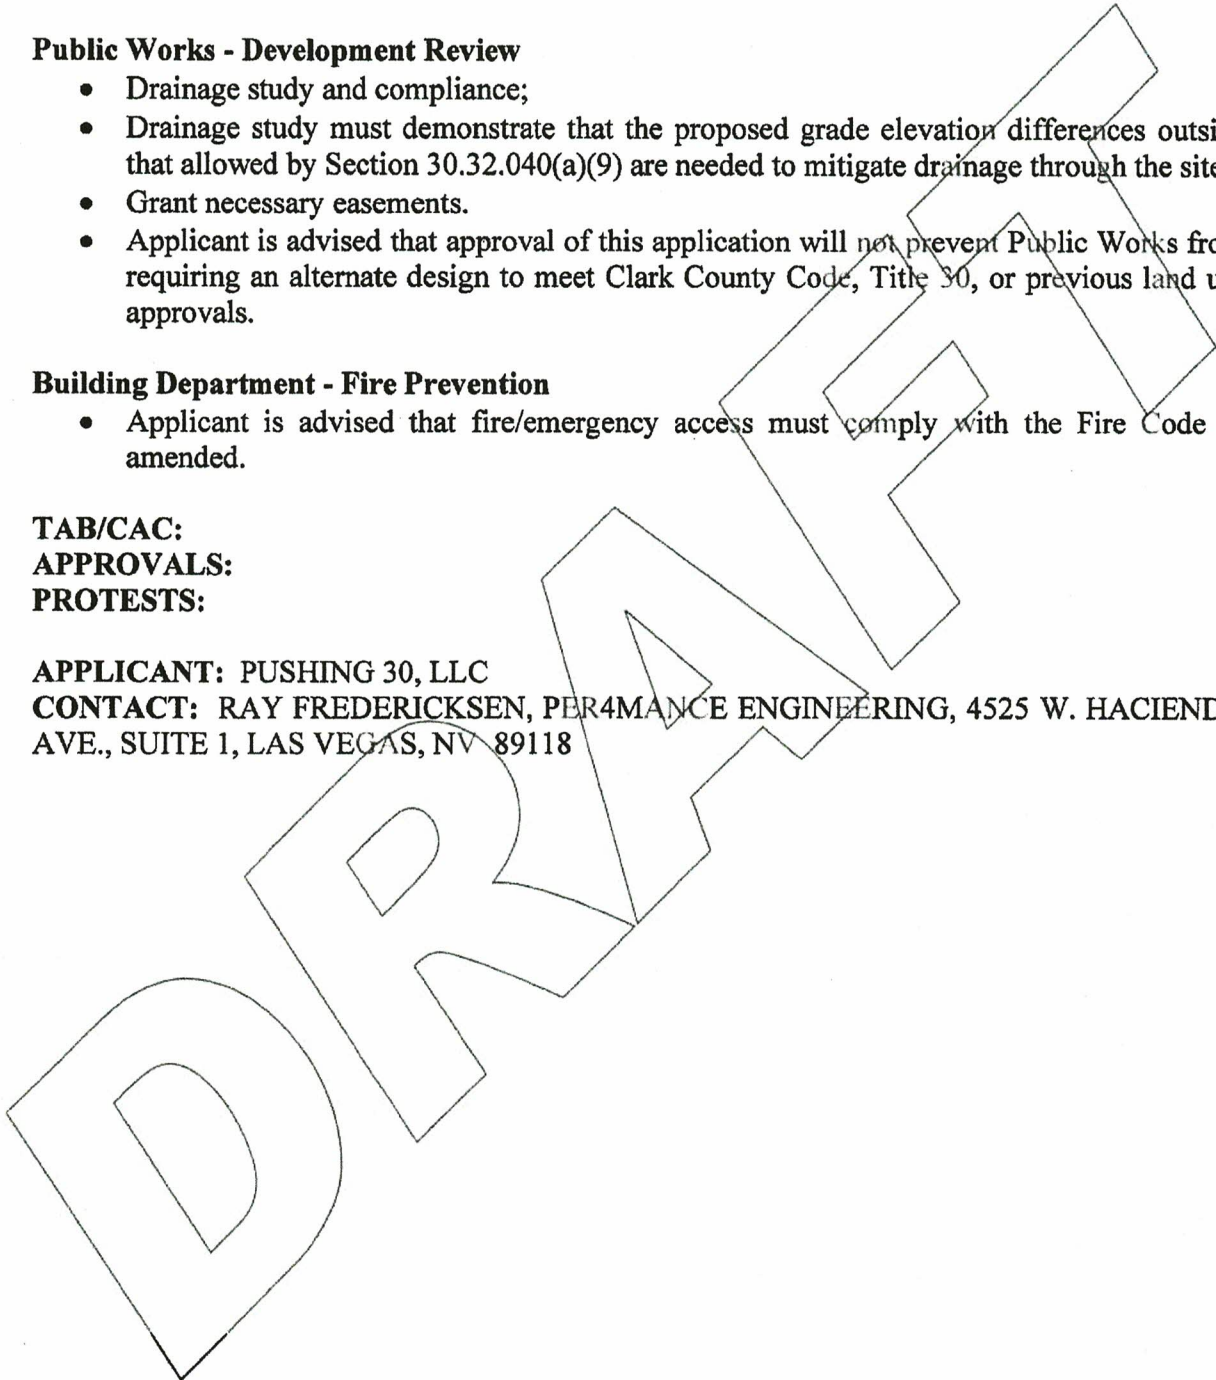 Public Works - Development Review
• Drainage study and compliance;
• Drainage study must demonstrate that the proposed grade elevation differences outsi
that allowed by Section 30.32.040(a)(9) are needed to mitigate drainage through the site
• Grant necessary easements.
• Applicant is advised that approval of this application will not prevent Public Works fro
requiring an alternate design to meet Clark County Code, Title 30, or previous land u
approvals.
Building Department - Fire Prevention
• Applicant is advised that fire/emergency access must comply with the Fire Code
amended.
TAB/CAC:
APPROVALS:
PROTESTS:
APPLICANT: PUSHING 30, LLC
CONTACT: RAY FREDERICKSEN, PER4MANCE ENGINEERING, 4525 W. HACIEND
AVE., SUITE 1, LAS VEGAS, NV 89118
DRAFT